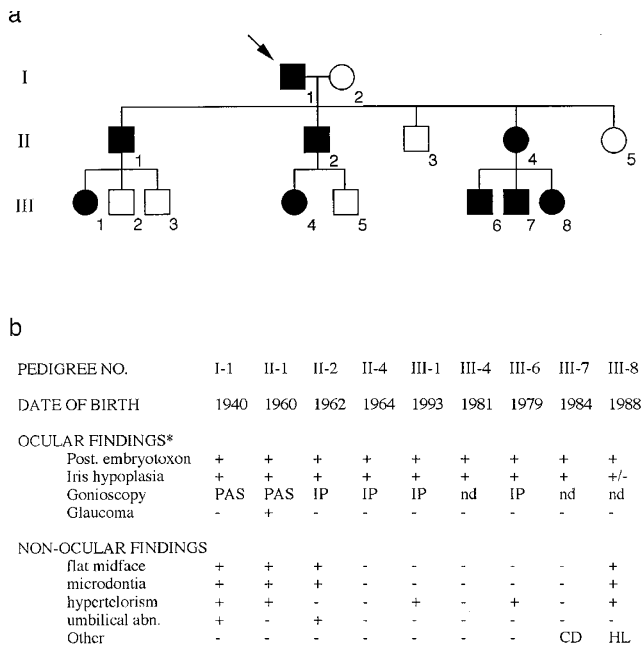 a
I
1 2
II
1 2 3 4 5
III
1 2 3 4 5 6 7 8
b
PEDIGREE NO. I-1 II-1 II-2 II-4 III-1 III-4 III-6 III-7 III-8
DATE OF BIRTH 1940 1960 1962 1964 1993 1981 1979 1984 1988
OCULAR FINDINGS*
Post. embryotoxon + + + + + + + + +
Iris hypoplasia + + + + + + + + +/-
Gonioscopy PAS PAS IP IP IP nd IP nd nd
Glaucoma - + - - - - - - -
NON-OCULAR FINDINGS
flat midface + + + - - - - - +
microdontia + + + - - - - - +
hypertelorism + + - - + - + - +
umbilical abn. + - + - - - - - -
Other - - - - - - - CD HL